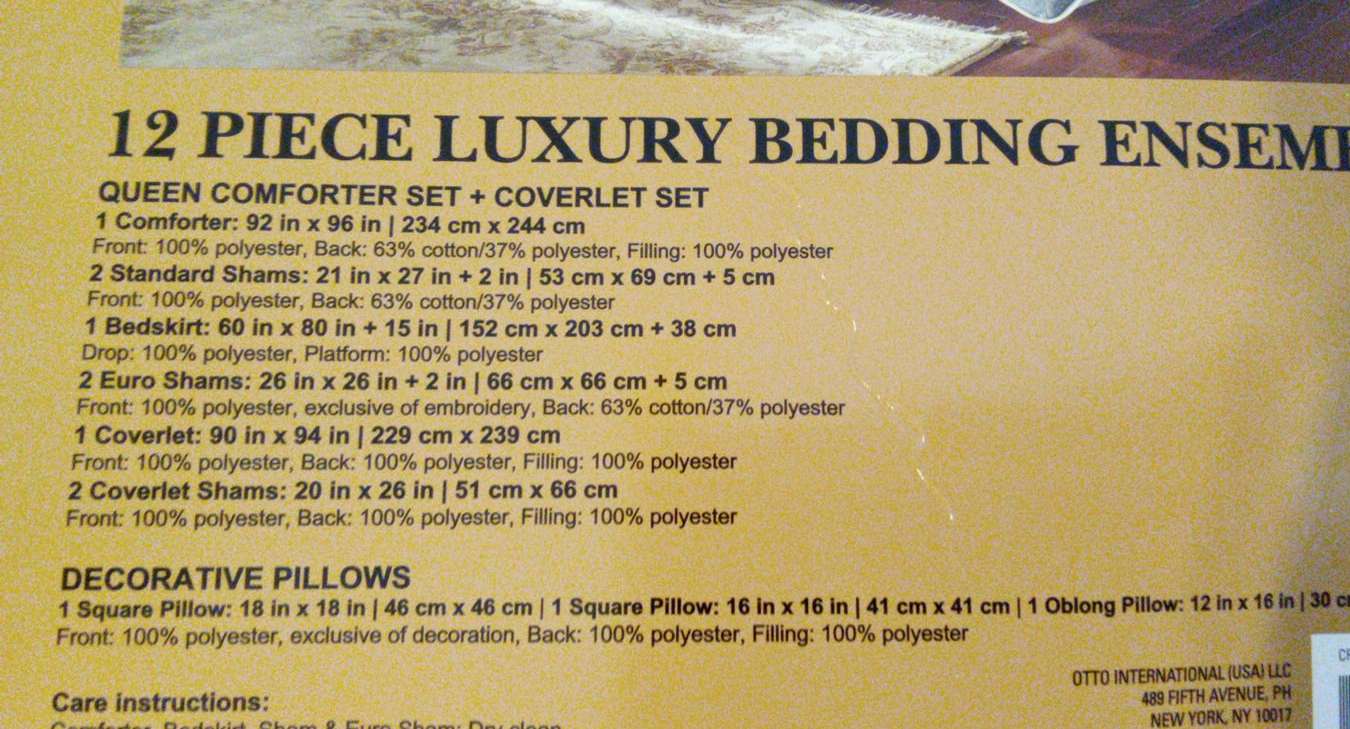 12 PIECE LUXURY BEDDING
QUEEN COMFORTER SET + COVERLET SET
1 Comforter: 92 in x 96 in | 234 cm x 244 cm
Front: 100% polyester, Back: 63% cotton/37% polyester, Filling: 100% polyester
2 Standard Shams: 21 in x 27 in + 2 in | 53 cm x 69 cm + 5 cm
Front: 100% polyester, Back: 63% cotton/37% polyester
1 Bedskirt: 60 in x 80 in + 15 in | 152 cm x 203 cm + 38 cm
Drop: 100% polyester, Platform: 100% polyester
2 Euro Shams: 26 in x 26 in + 2 in | 66 cm x 66 cm + 5 cm
Front: 100% polyester, exclusive of embroidery, Back: 63% cotton/37% polyester
1 Coverlet: 90 in x 94 in | 229 cm x 239 cm
Front: 100% polyester, Back: 100% polyester, Filling: 100% polyester
2 Coverlet Shams: 20 in x 26 in | 51 cm x 66 cm
Front: 100% polyester, Back: 100% polyester, Filling: 100% polyester
DECORATIVE PILLOWS
1 Square Pillow: 18 in x 18 in | 46 cm x 46 cm | 1 Square Pillow: 16 in x 16 in | 41 cm x 41 cm | 1 Oblong Pillow: 12 in x 16 in | 30
Front: 100% polyester, exclusive of decoration, Back: 100% polyester, Filling: 100% polyester
OTTO INTERNATIONAL (USA) LLC
489 FIFTH AVENUE, PH
NEW YORK, NY 10017
Care instructions:
Comforter, Bedskirt, Sham & Euro Sham: Dry clean